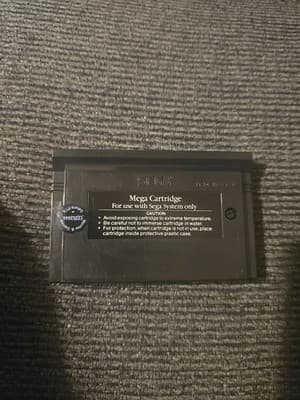 SEGA
Mega Cartridge
For use with Sega System only
CAUTION
• Avoid exposing cartridge to extreme temperature.
• Be careful not to immerse cartridge in water.
• For protection, when cartridge is not in use, place
cartridge inside protective plastic case.